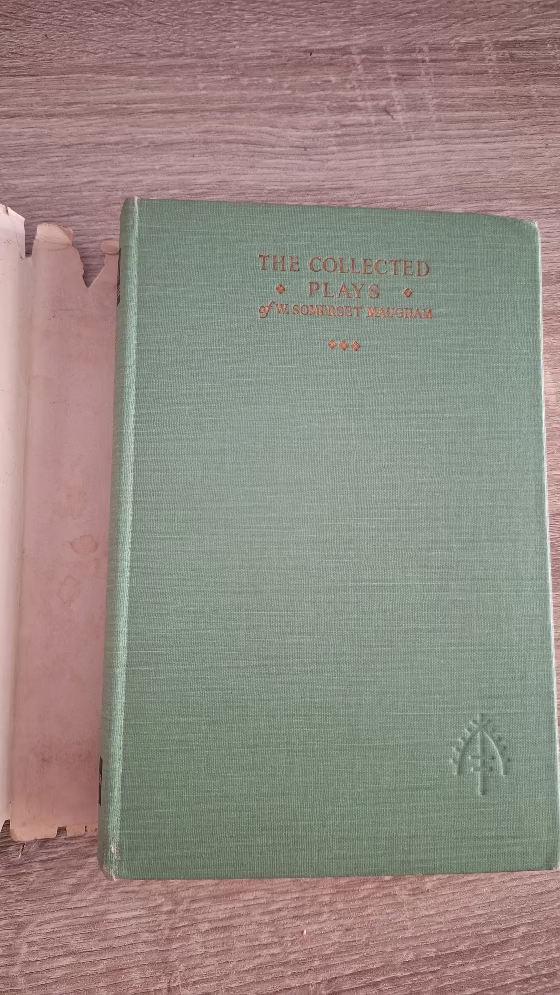 THE COLLECTED
PLAYS
of W. SOMERSET MAUGHAM